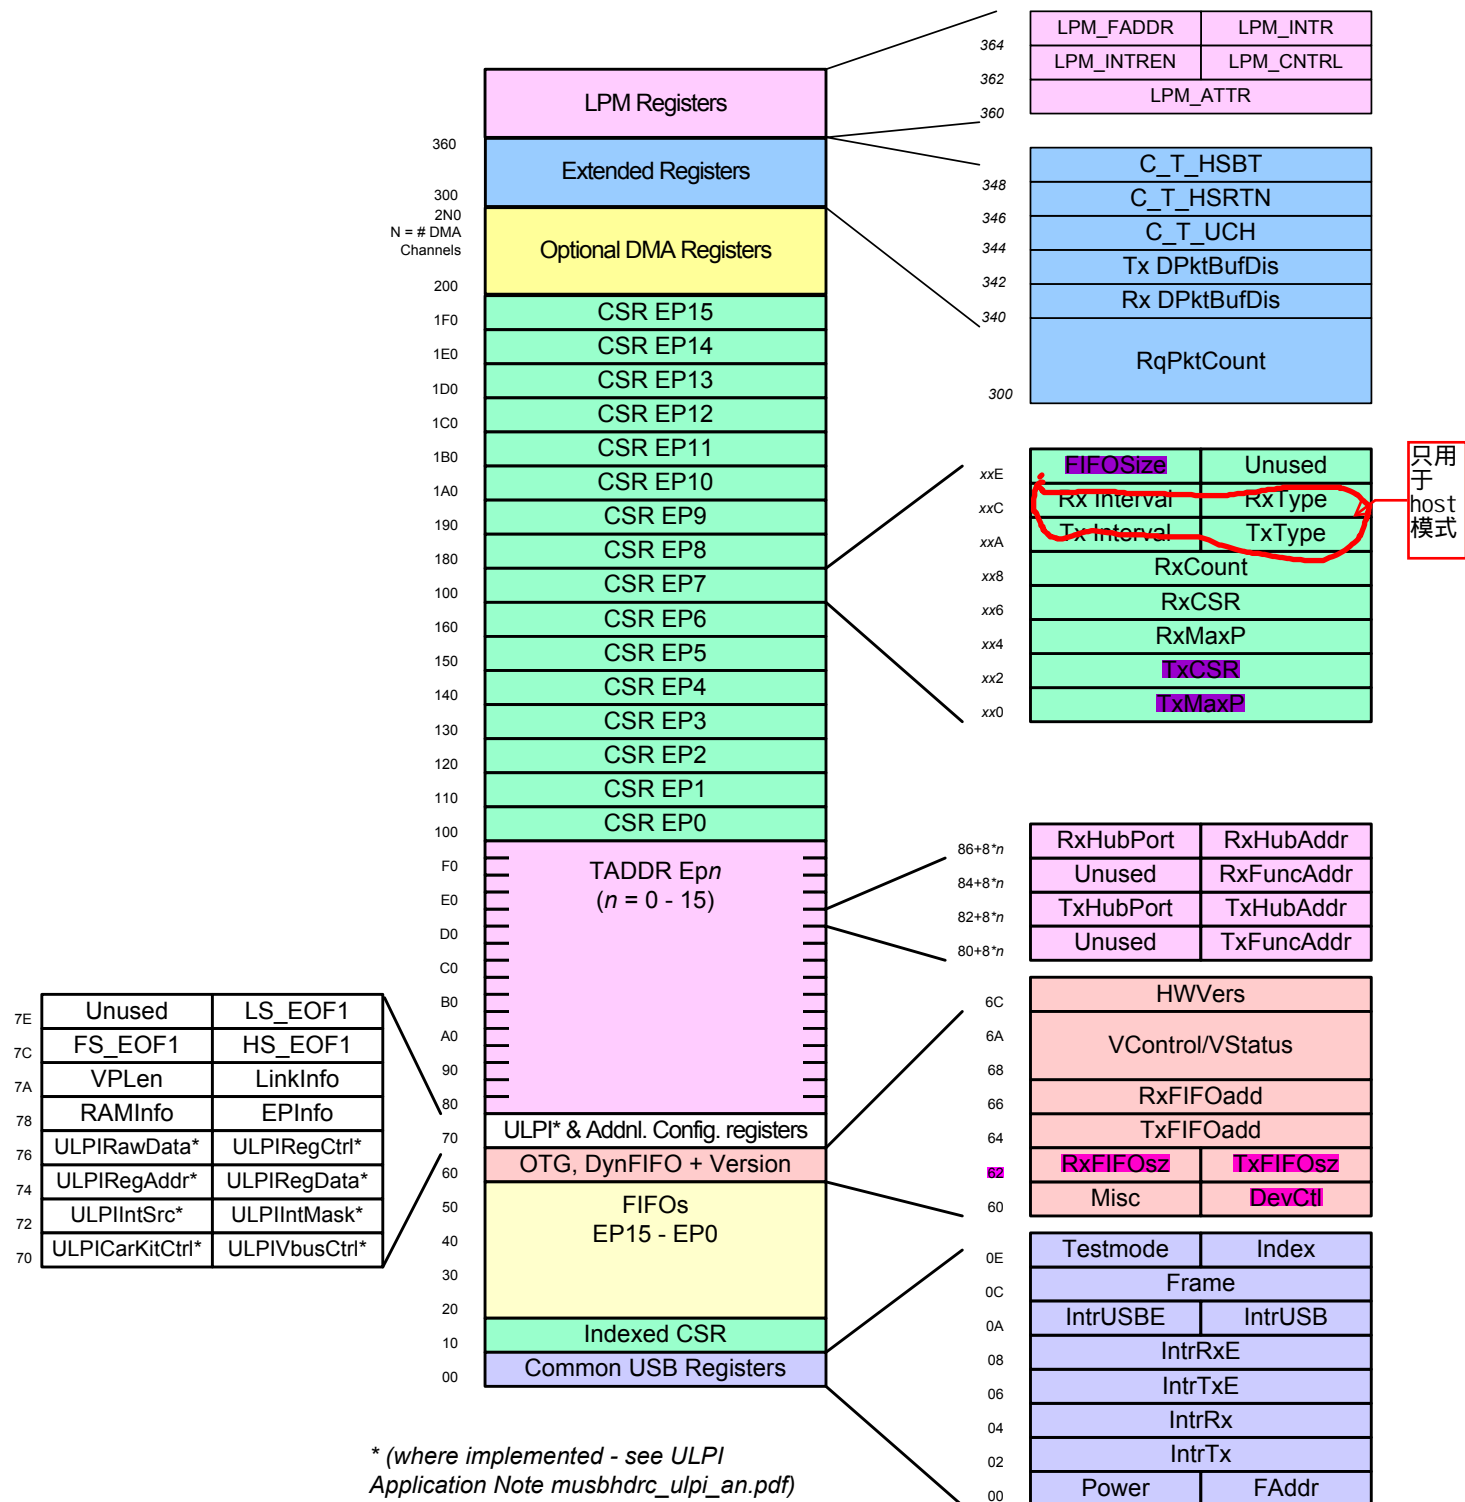 LPM Registers
360
Extended Registers
300
2N0
N = # DMA
Channels
Optional DMA Registers
200
CSR EP15
1F0
CSR EP14
1E0
CSR EP13
1D0
CSR EP12
1C0
CSR EP11
1B0
CSR EP10
1A0
CSR EP9
190
CSR EP8
180
CSR EP7
100
CSR EP6
160
CSR EP5
150
CSR EP4
140
CSR EP3
130
CSR EP2
120
CSR EP1
110
CSR EP0
100
TADDR Epn
(n = 0 - 15)
F0
E0
D0
C0
B0
A0
90
80
ULPI* & Addnl. Config. registers
70
OTG, DynFIFO + Version
60
FIFOs
EP15 - EP0
50
40
30
20
Indexed CSR
10
Common USB Registers
00
LPM_FADDR LPM_INTR
364
LPM_INTREN LPM_CNTRL
362
LPM_ATTR
360
C_T_HSBT
348
C_T_HSRTN
346
C_T_UCH
344
Tx DPktBufDis
342
Rx DPktBufDis
340
RqPktCount
300
FIFOSize Unused
xxE
Rx Interval RxType
xxC
Tx Interval TxType
xxA
RxCount
xx8
RxCSR
xx6
RxMaxP
xx4
TxCSR
xx2
TxMaxP
xx0
只用
于
host
模式
RxHubPort RxHubAddr
86+8*n
Unused RxFuncAddr
84+8*n
TxHubPort TxHubAddr
82+8*n
Unused TxFuncAddr
80+8*n
HWVers
6C
VControl/VStatus
6A
68
RxFIFOadd
66
TxFIFOadd
64
RxFIFOsz TxFIFOsz
62
Misc DevCtl
60
Testmode Index
0E
Frame
0C
IntrUSBE IntrUSB
0A
IntrRxE
08
IntrTxE
06
IntrRx
04
IntrTx
02
Power FAddr
00
Unused LS_EOF1
7E
FS_EOF1 HS_EOF1
7C
VPLen LinkInfo
7A
RAMInfo EPInfo
78
ULPIRawData* ULPIRegCtrl*
76
ULPIRegAddr* ULPIRegData*
74
ULPIIntSrc* ULPIIntMask*
72
ULPICarKitCtrl* ULPIVbusCtrl*
70
* (where implemented - see ULPI
Application Note musbhdrc_ulpi_an.pdf)